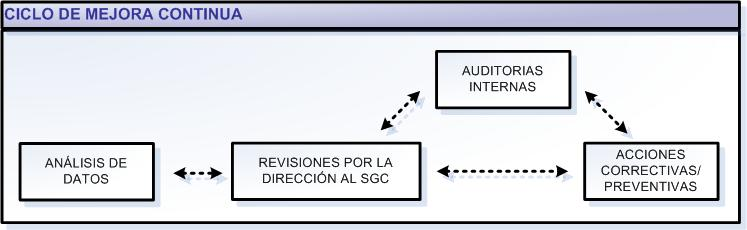 CICLO DE MEJORA CONTINUA
AUDITORIAS
INTERNAS
ANÁLISIS DE
DATOS
REVISIONES POR LA
DIRECCIÓN AL SGC
ACCIONES
CORRECTIVAS/
PREVENTIVAS